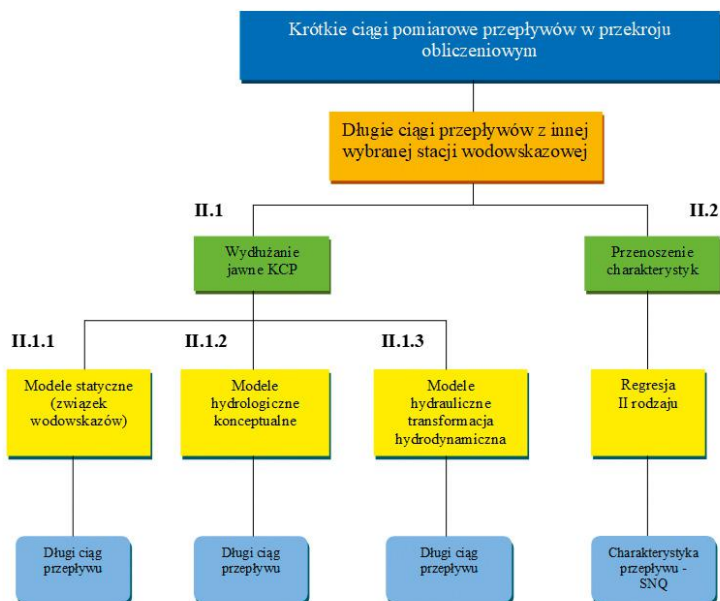 Krótkie ciągi pomiarowe przepływów w przekroju
obliczeniowym
Długie ciągi przepływów z innej
wybranej stacji wodowskazowej
II.1
II.2
Wydłużanie
jawne KCP
Przenoszenie
charakterystyk
II.1.1
II.1.2
II.1.3
Modele statyczne
(związek
wodowskazów)
Modele
hydrologiczne
konceptualne
Modele
hydrauliczne
transformacja
hydrodynamiczna
Regresja
II rodzaju
Długi ciąg
przepływu
Długi ciąg
przepływu
Długi ciąg
przepływu
Charakterystyka
przepływu -
SNQ